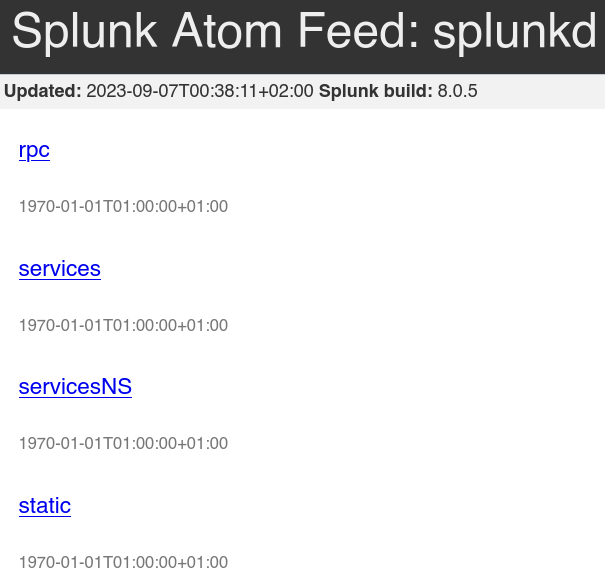 Splunk Atom Feed: splunkd
Updated: 2023-09-07T00:38:11+02:00 Splunk build: 8.0.5
rpc
1970-01-01T01:00:00+01:00
services
1970-01-01T01:00:00+01:00
servicesNS
1970-01-01T01:00:00+01:00
static
1970-01-01T01:00:00+01:00